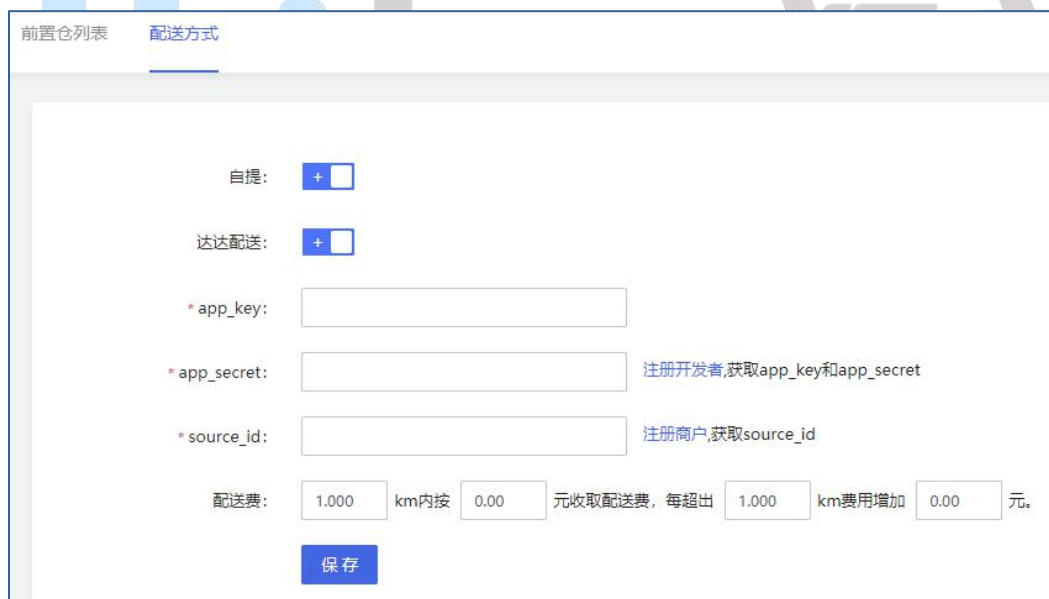 前置仓列表 配送方式
自提:
达达配送:
* app_key:
* app_secret: 注册开发者,获取app_key和app_secret
* source_id: 注册商户,获取source_id
配送费: 1.000 km内按 0.00 元收取配送费，每超出 1.000 km费用增加 0.00 元。
保存